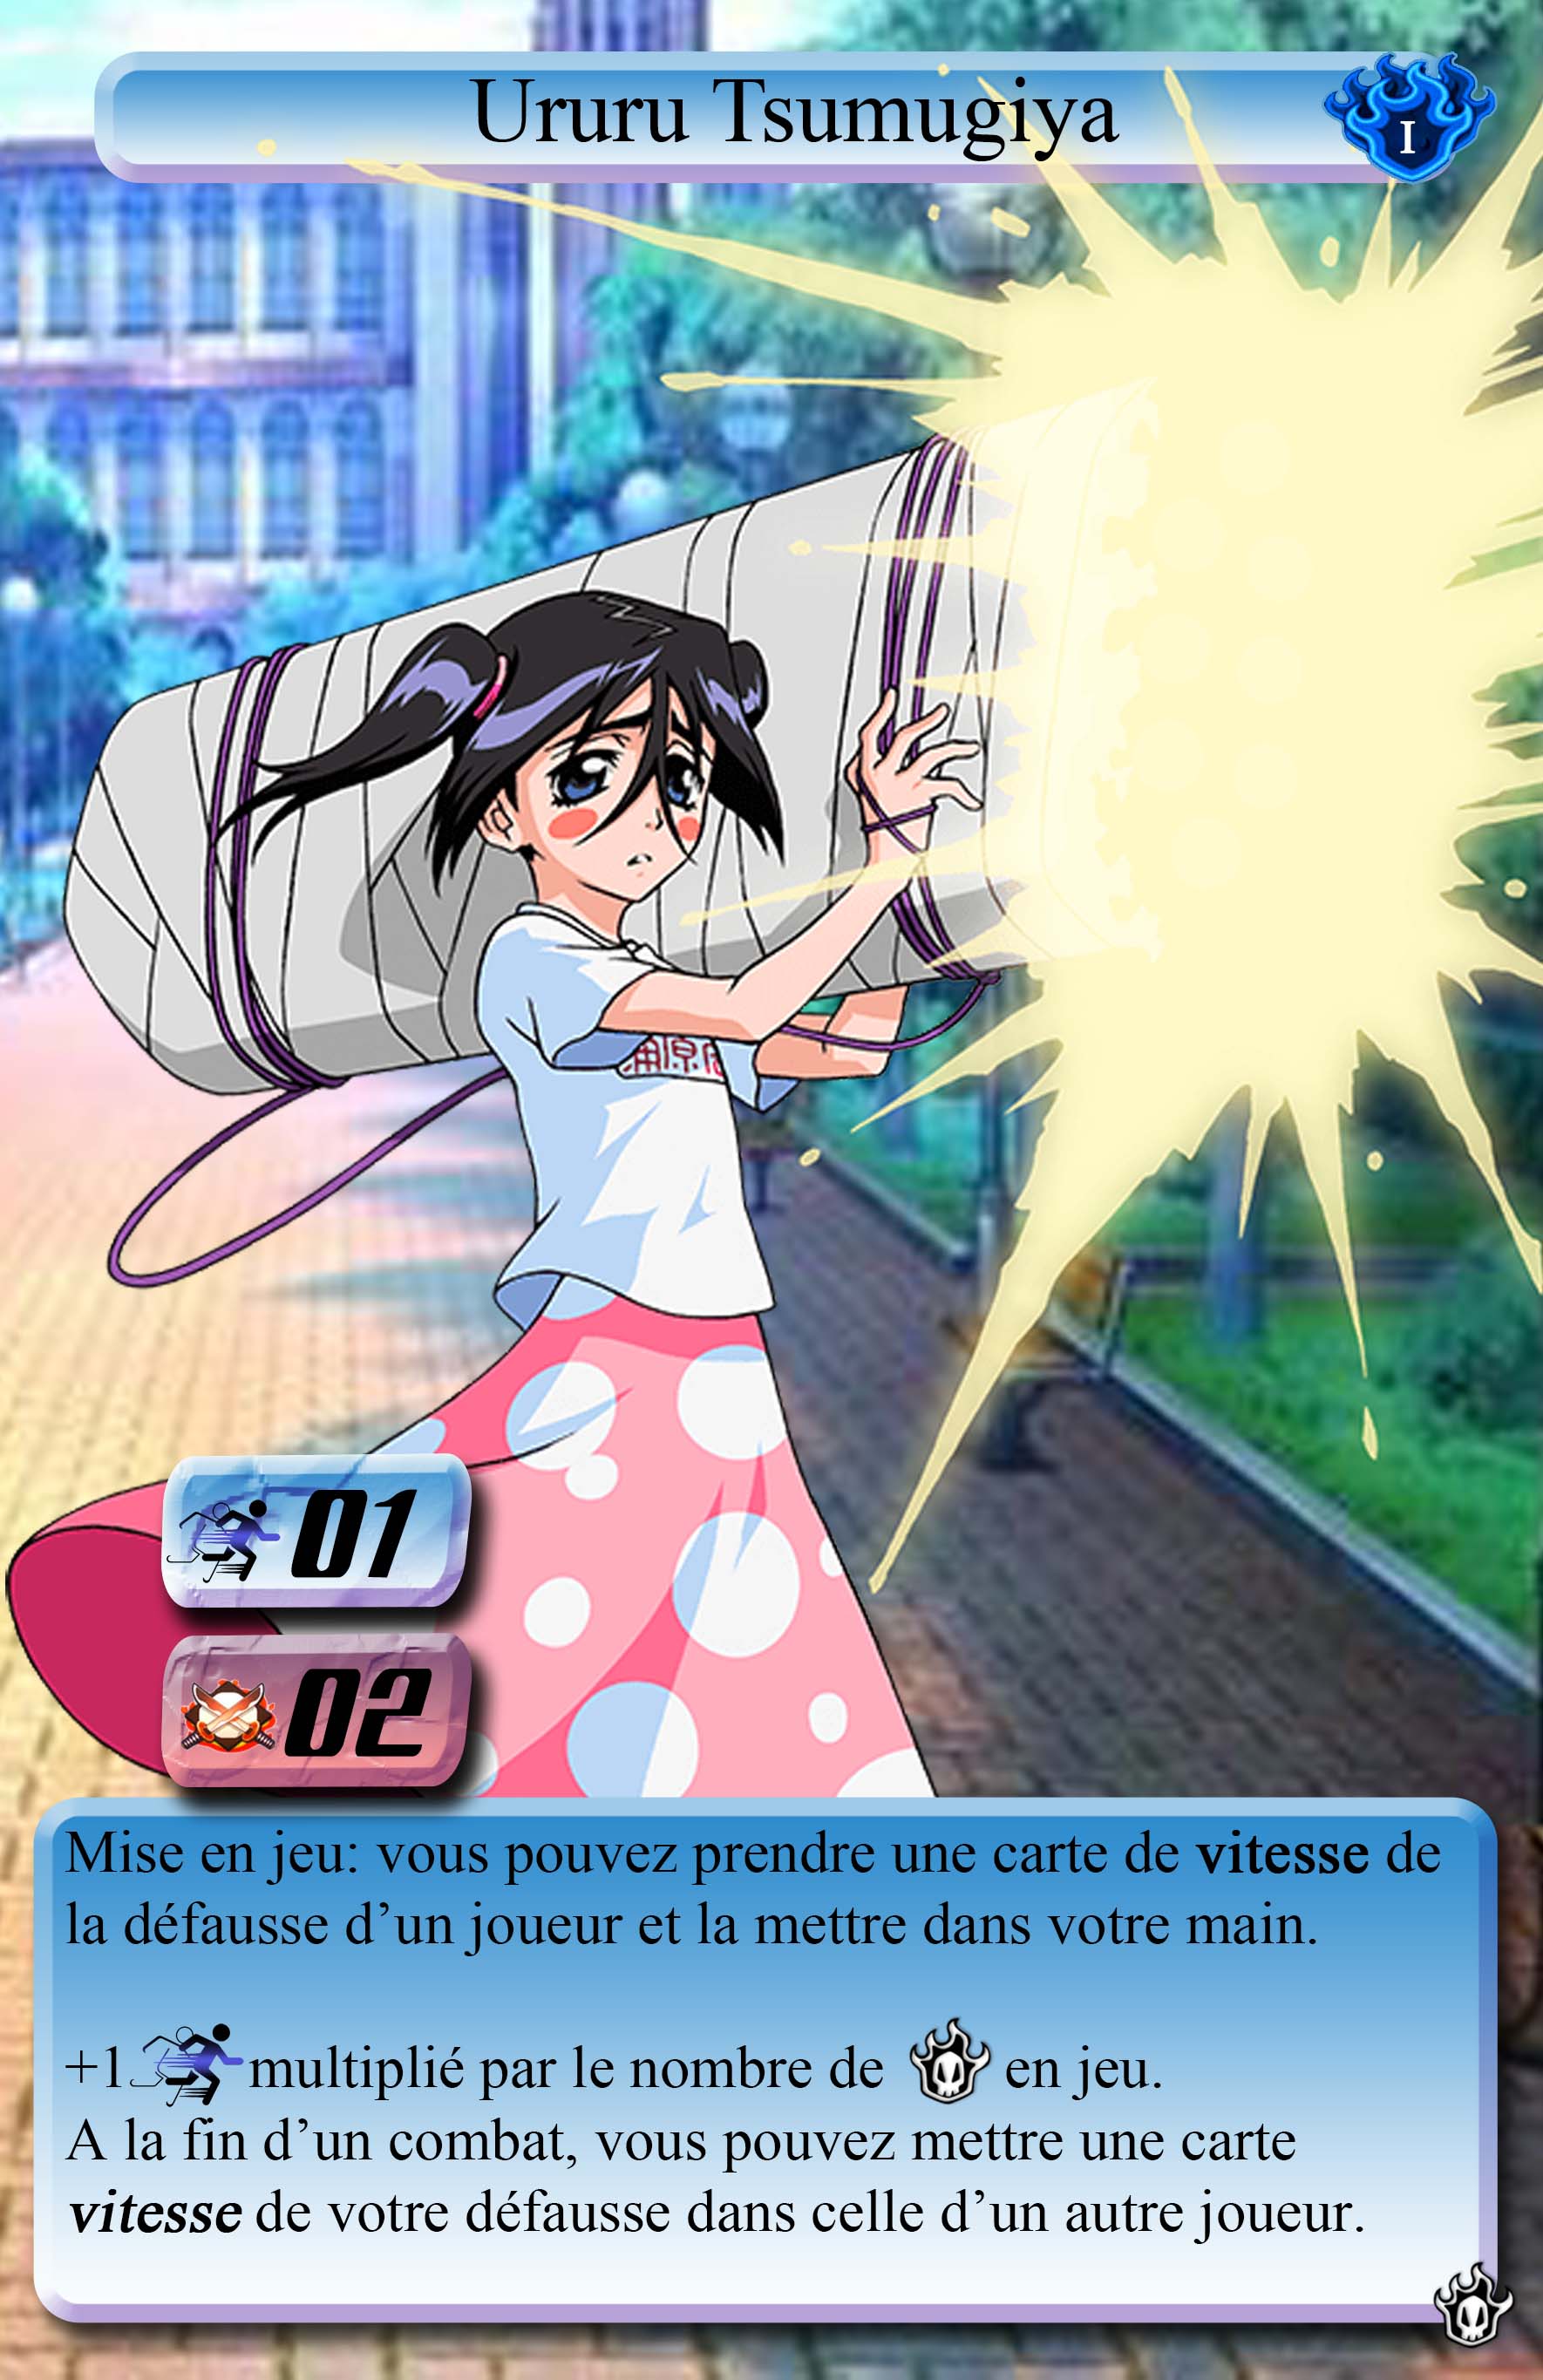 Ururu Tsumugiya
I
浦原
01
02
Mise en jeu: vous pouvez prendre une carte de vitesse de
la défausse d’un joueur et la mettre dans votre main.
+1 multiplié par le nombre de en jeu.
A la fin d’un combat, vous pouvez mettre une carte
vitesse de votre défausse dans celle d’un autre joueur.